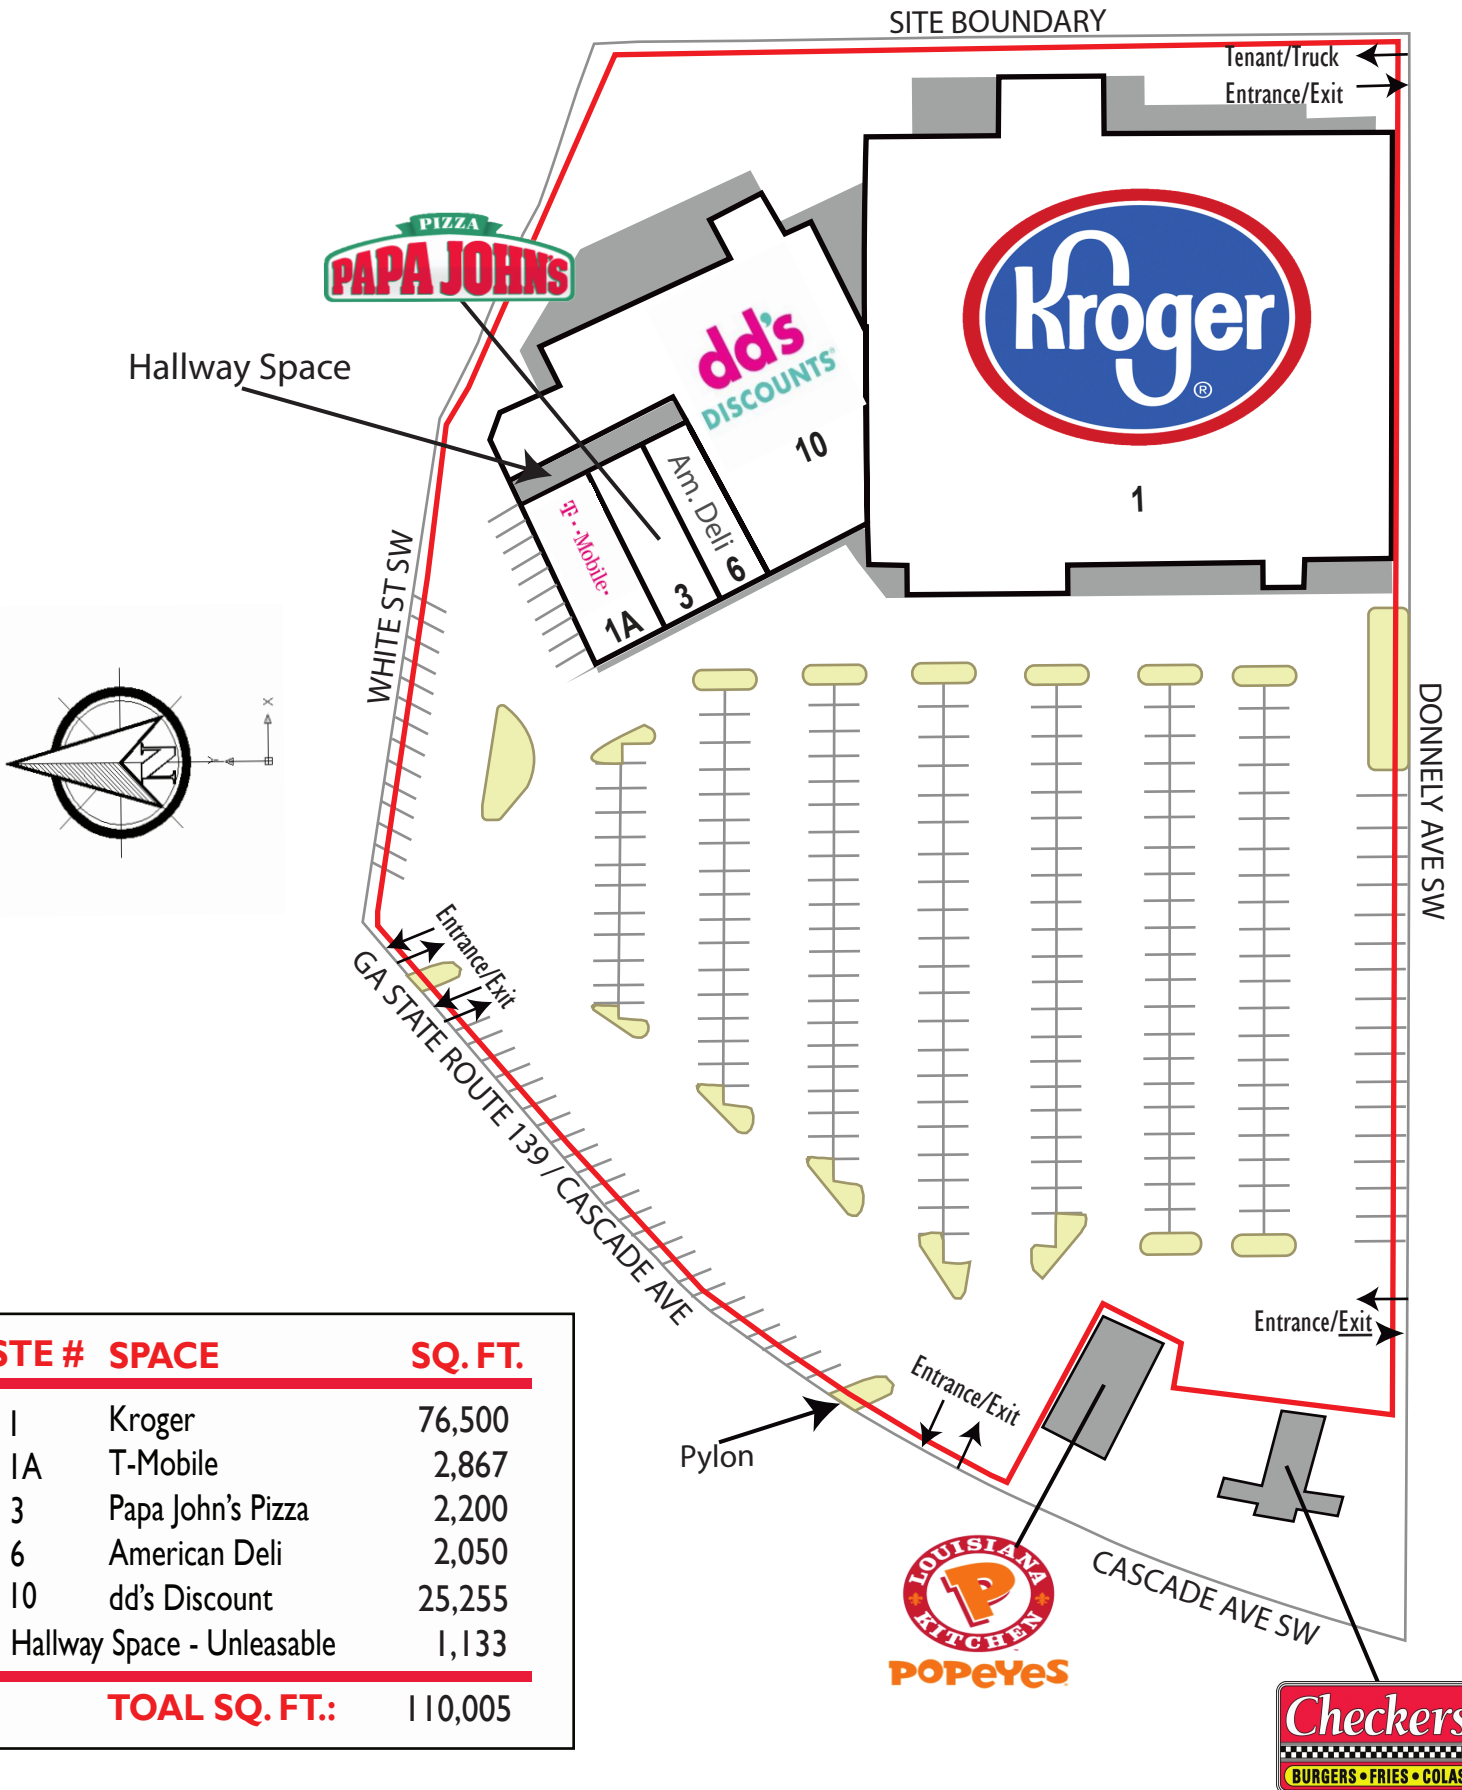 SITE BOUNDARY
Tenant/Truck
Entrance/Exit
PIZZA
PAPA JOHN'S
Kroger
®
Hallway Space
dd's
DISCOUNTS
10
1
Am. Deli
6
T··Mobile·
3
1A
WHITE ST SW
N
X
Y
DONNELY AVE SW
Entrance/Exit
GA STATE ROUTE 139 / CASCADE AVE
Entrance/Exit
Entrance/Exit
Pylon
STE # SPACE SQ. FT.
1 Kroger 76,500
1A T-Mobile 2,867
3 Papa John's Pizza 2,200
6 American Deli 2,050
10 dd's Discount 25,255
Hallway Space - Unleasable 1,133
TOAL SQ. FT.: 110,005
LOUISIANA
P
KITCHEN
POPEYES
CASCADE AVE SW
Checkers
BURGERS • FRIES • COLAS